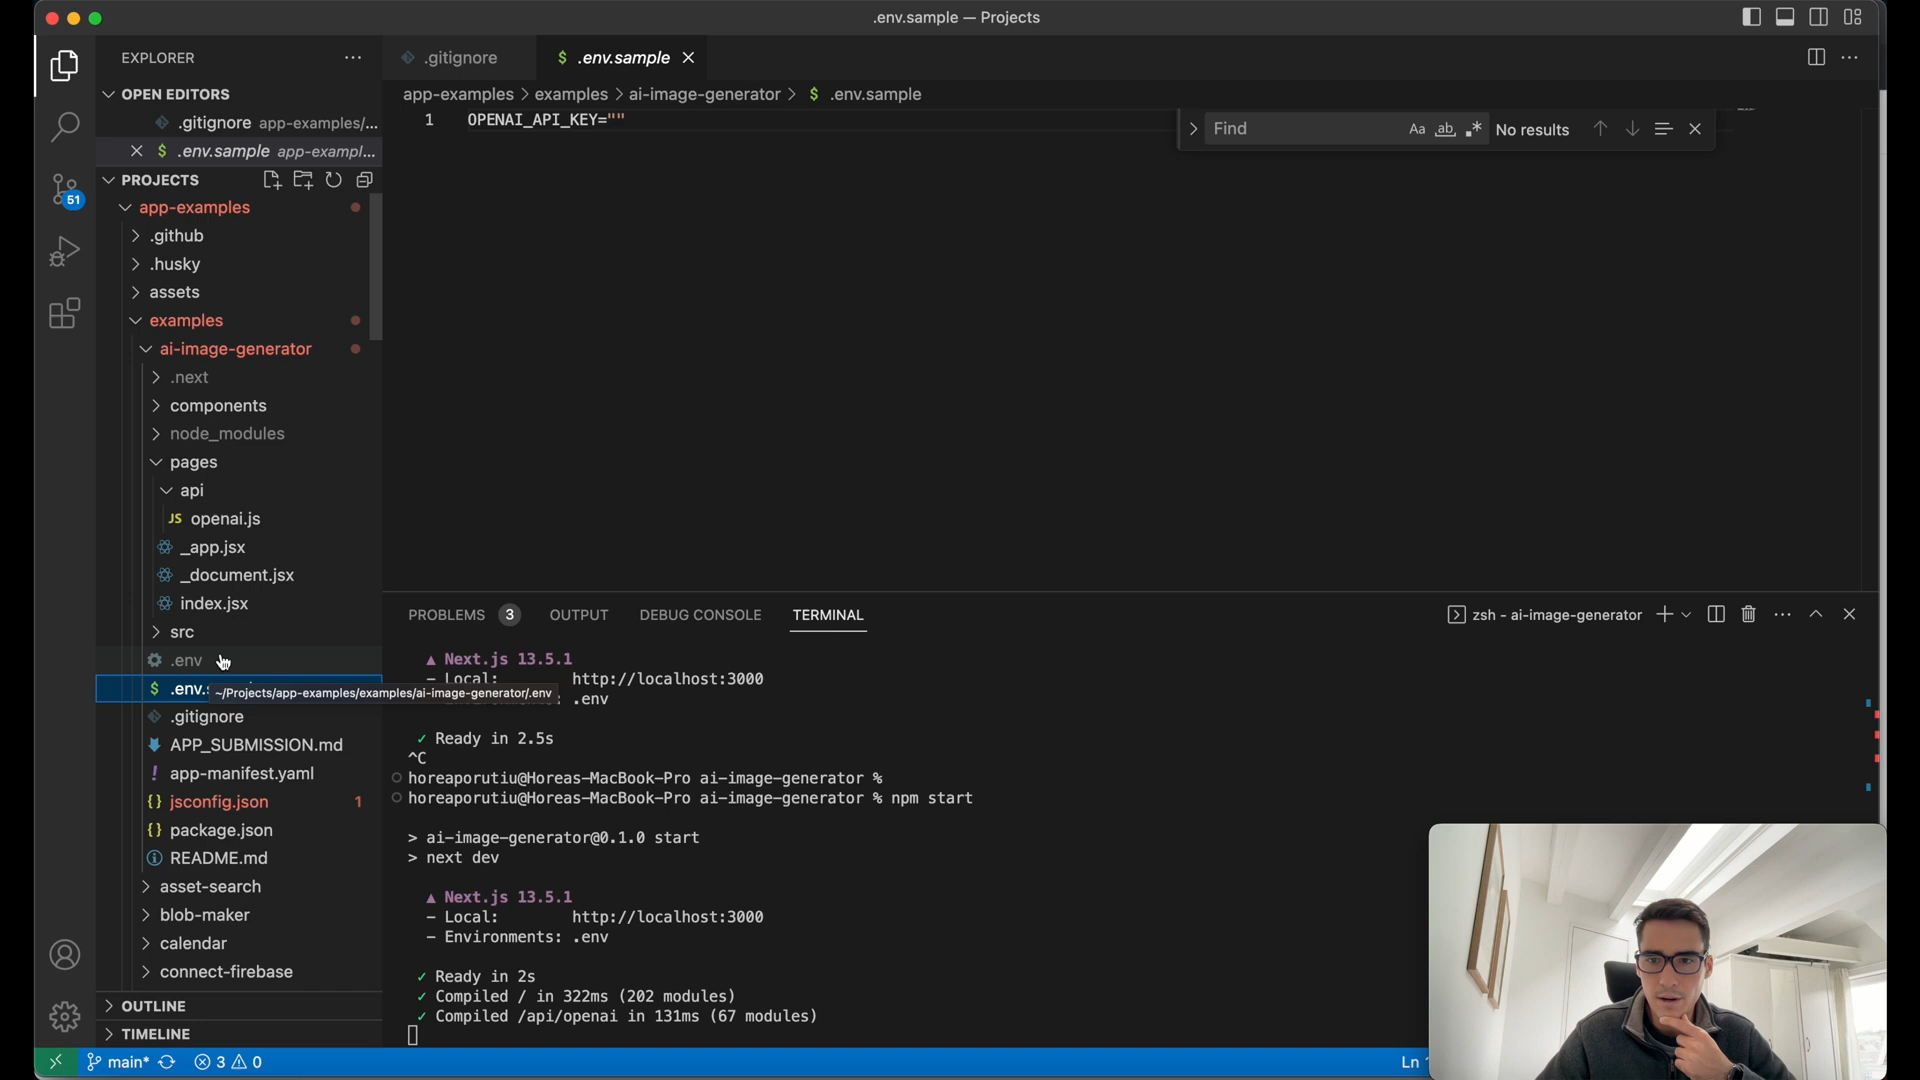 .env.sample — Projects
EXPLORER
OPEN EDITORS
.gitignore app-examples/...
.env.sample app-exampl...
PROJECTS
app-examples
.github
.husky
assets
examples
ai-image-generator
.next
components
node_modules
pages
api
JS openai.js
_app.jsx
_document.jsx
index.jsx
src
.env
$ .env.s
~/Projects/app-examples/examples/ai-image-generator/.env
.gitignore
APP_SUBMISSION.md
! app-manifest.yaml
{} jsconfig.json 1
{} package.json
README.md
asset-search
blob-maker
calendar
connect-firebase
OUTLINE
TIMELINE
51
.gitignore
$ .env.sample
app-examples > examples > ai-image-generator > $ .env.sample
1 OPENAI_API_KEY=""
Find Aa ab .* No results
PROBLEMS 3 OUTPUT DEBUG CONSOLE TERMINAL
zsh - ai-image-generator
▲ Next.js 13.5.1
- Local: http://localhost:3000
.env
✓ Ready in 2.5s
^C
horeaporutiu@Horeas-MacBook-Pro ai-image-generator %
horeaporutiu@Horeas-MacBook-Pro ai-image-generator % npm start
> ai-image-generator@0.1.0 start
> next dev
▲ Next.js 13.5.1
- Local: http://localhost:3000
- Environments: .env
✓ Ready in 2s
✓ Compiled / in 322ms (202 modules)
✓ Compiled /api/openai in 131ms (67 modules)
main* 3 0
Ln